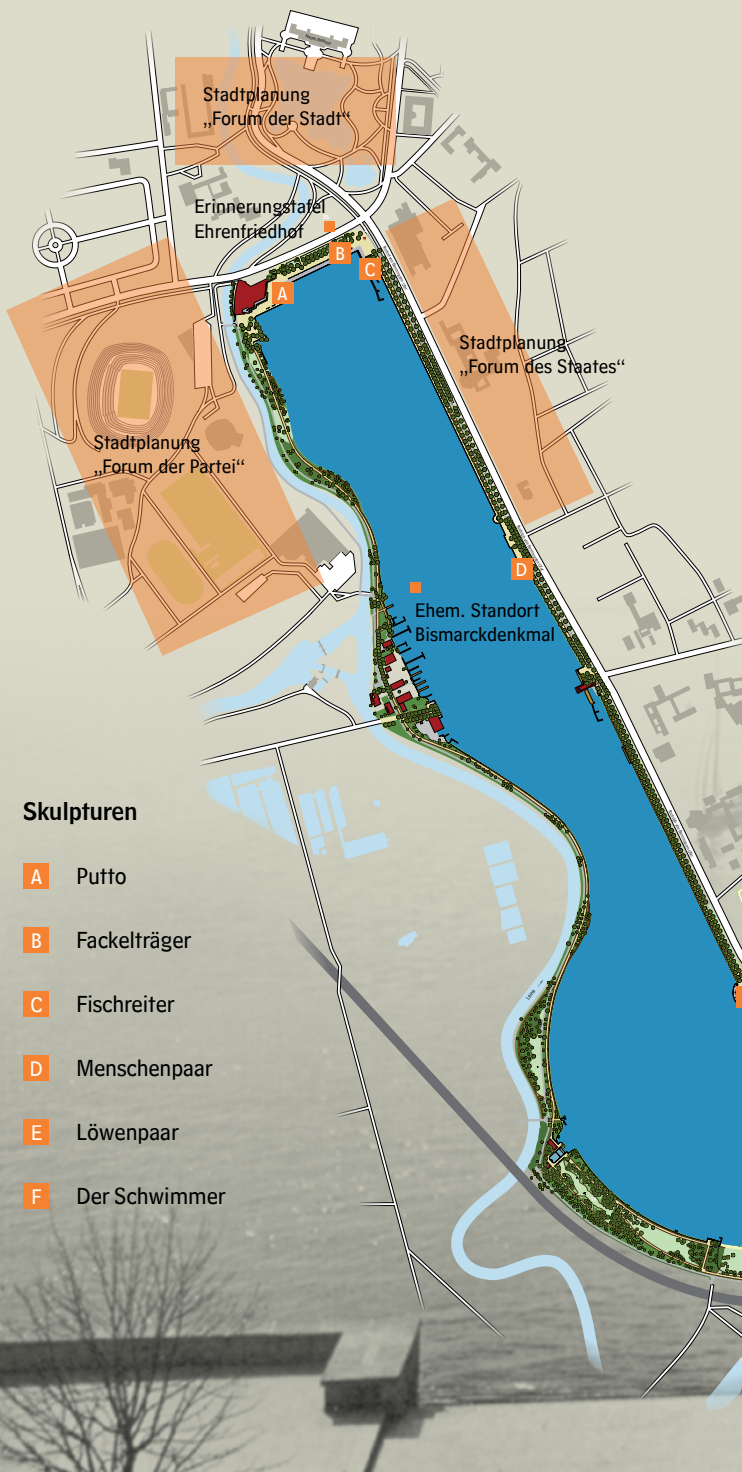 Stadtplanung
„Forum der Stadt“
Erinnerungstafel
Ehrenfriedhof
B
C
A
Stadtplanung
„Forum des Staates“
Stadtplanung
„Forum der Partei“
D
Ehem. Standort
Bismarckdenkmal
Skulpturen
A Putto
B Fackelträger
C Fischreiter
D Menschenpaar
E Löwenpaar
F Der Schwimmer
Leine